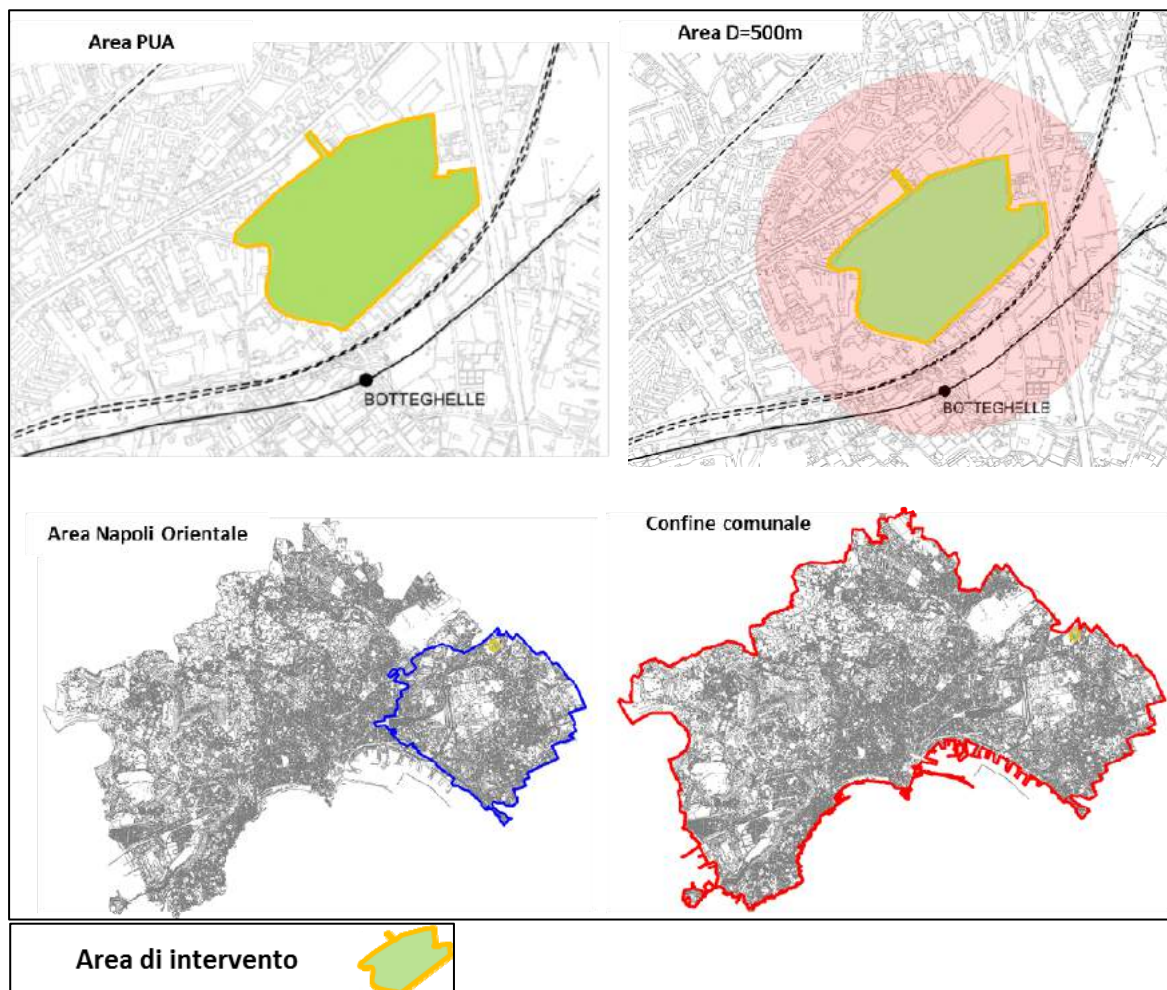 Area PUA
Area D=500m
BOTTEGHELLE
BOTTEGHELLE
Area Napoli Orientale
Confine comunale
Area di intervento